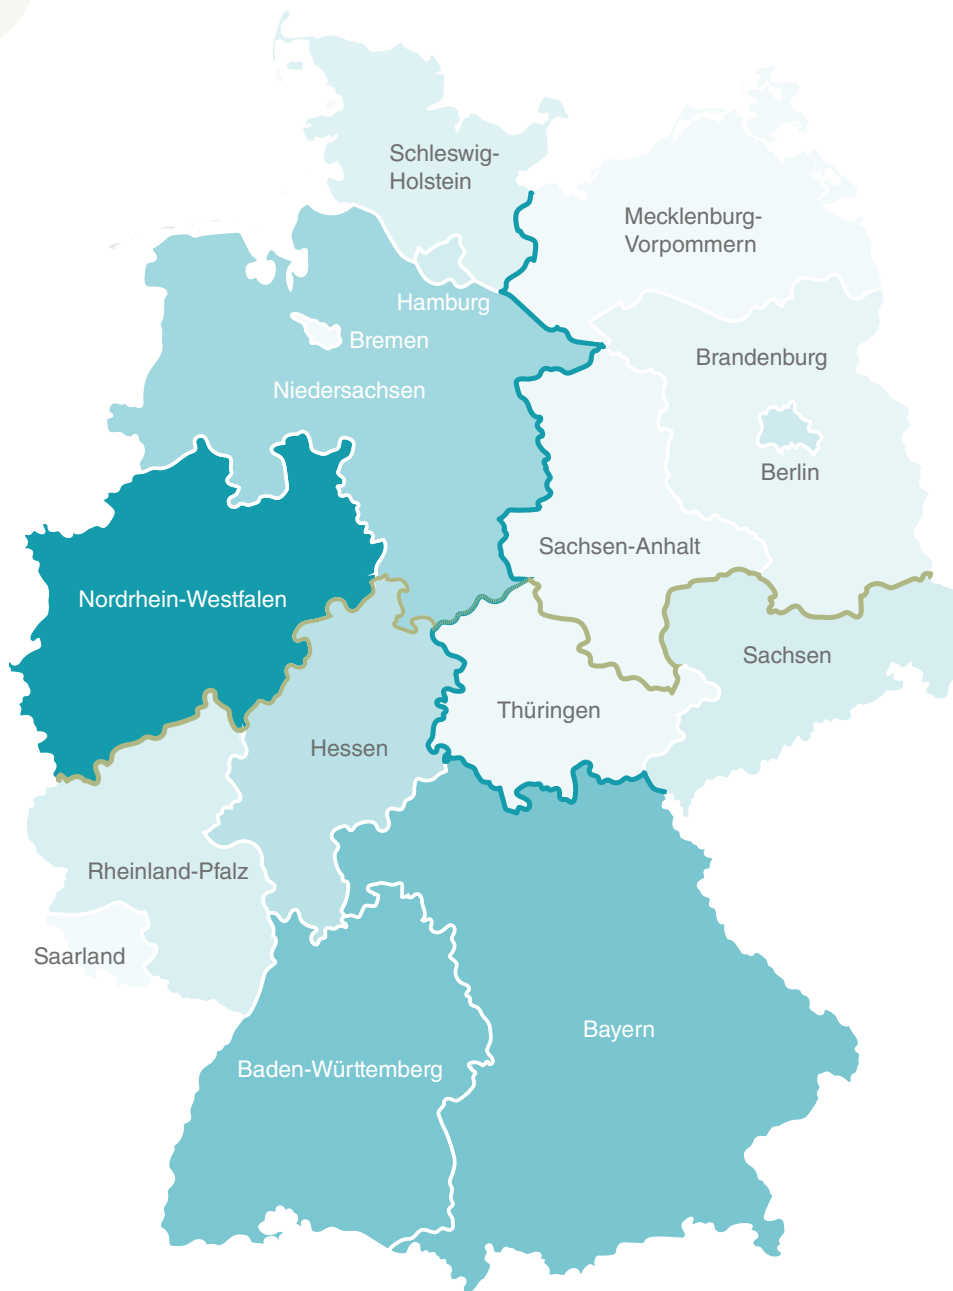 Schleswig-
Holstein
Mecklenburg-
Vorpommern
Hamburg
Bremen
Brandenburg
Niedersachsen
Berlin
Sachsen-Anhalt
Nordrhein-Westfalen
Sachsen
Thüringen
Hessen
Rheinland-Pfalz
Saarland
Bayern
Baden-Württemberg